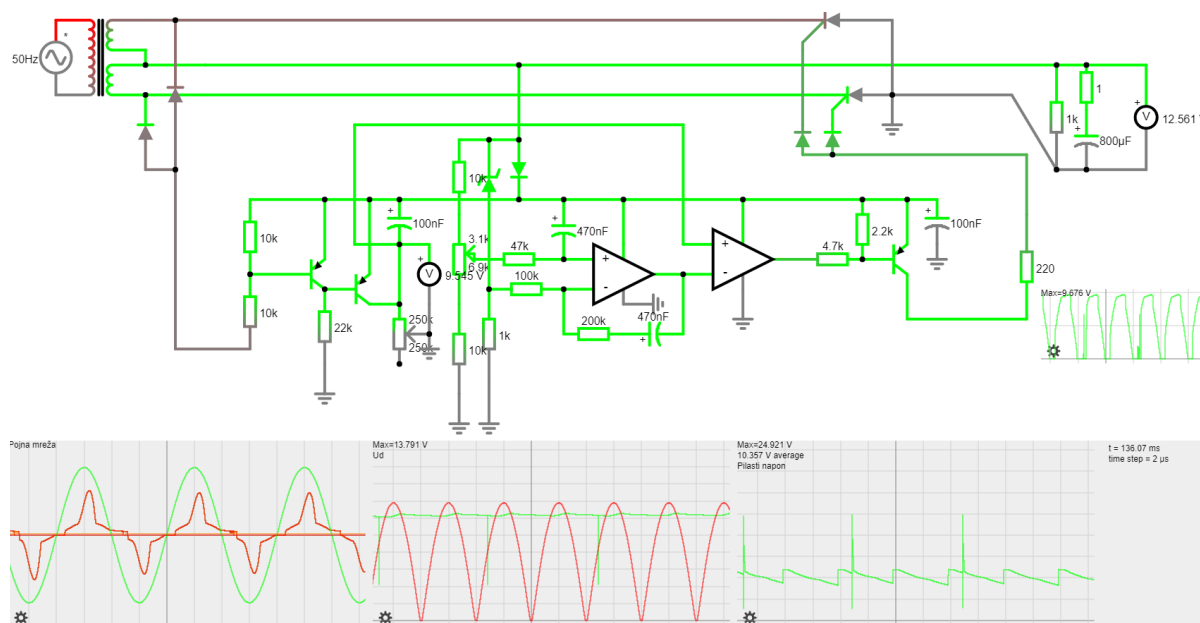 50Hz
10k
10k
22k
100nF
+
V
9.545 V
250k
250k
10k
3.1k
6.9k
10k
1k
47k
100k
470nF
+
-
200k
470nF
+
-
4.7k
2.2k
100nF
220
1k
1
800µF
V
12.561
Max=9.676 V
Pojna mreža
Max=13.791 V
Ud
Max=24.921 V
10.357 V average
Pilasti napon
t = 136.07 ms
time step = 2 µs